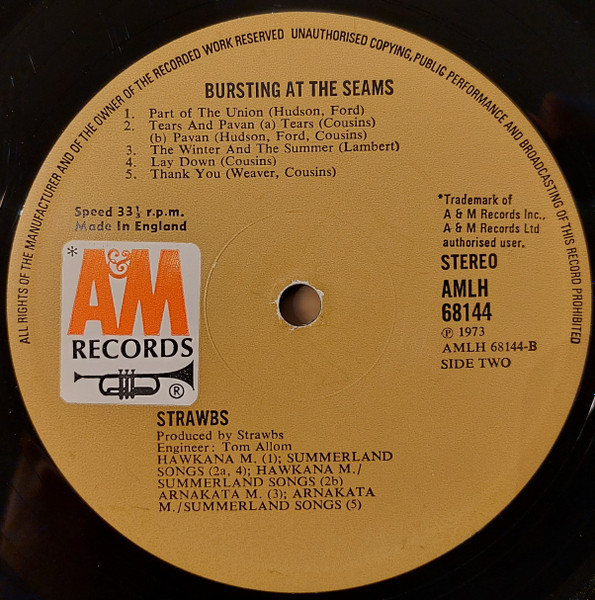 ALL RIGHTS OF THE MANUFACTURER AND OF THE OWNER OF THE RECORDED WORK RESERVED UNAUTHORISED COPYING, PUBLIC PERFORMANCE AND BROADCASTING OF THIS RECORD PROHIBITED
BURSTING AT THE SEAMS
1. Part of The Union (Hudson, Ford)
2. Tears And Pavan (a) Tears (Cousins)
(b) Pavan (Hudson, Ford, Cousins)
3. The Winter And The Summer (Lambert)
4. Lay Down (Cousins)
5. Thank You (Weaver, Cousins)
Speed 33⅓ r.p.m.
Made In England
*Trademark of
A & M Records Inc.,
A & M Records Ltd
authorised user.
STEREO
AMLH
68144
℗ 1973
AMLH 68144-B
SIDE TWO
*
A&M
RECORDS
®
STRAWBS
Produced by Strawbs
Engineer: Tom Allom
HAWKANA M. (1); SUMMERLAND
SONGS (2a, 4); HAWKANA M./
SUMMERLAND SONGS (2b)
ARNAKATA M. (3); ARNAKATA
M./SUMMERLAND SONGS (5)